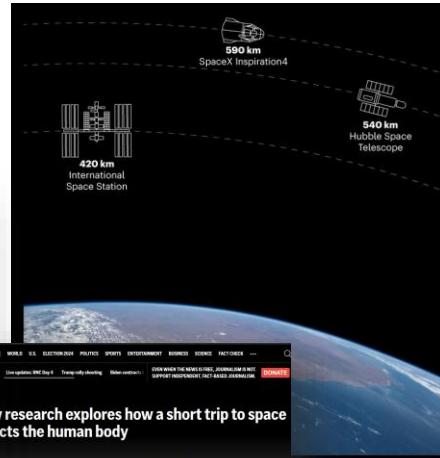 590 km
SpaceX Inspiration4
540 km
Hubble Space
Telescope
420 km
International
Space Station
WORLD U.S. ELECTION 2024 POLITICS SPORTS ENTERTAINMENT BUSINESS SCIENCE FACT CHECK
Live updates: RNC Day 4 Trump rally shooting Biden contracts
EVEN WHEN THE NEWS IS FREE, JOURNALISM IS NOT.
SUPPORT INDEPENDENT, FACT-BASED JOURNALISM.
DONATE
research explores how a short trip to space
the human body